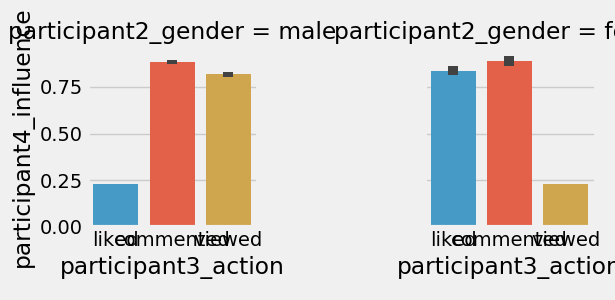 participant2_gender = male
participant2_gender = fe
participant4_influence
0.75
0.50
0.25
0.00
liked
commented
viewed
liked
commented
viewed
participant3_action
participant3_action